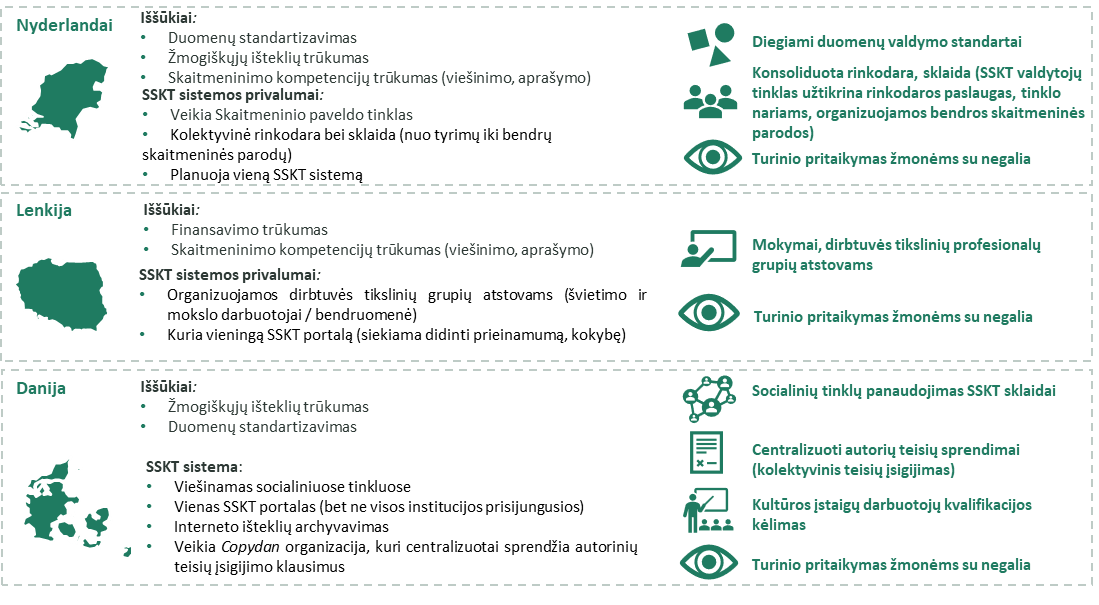 Nyderlandai
Iššūkiai:
• Duomenų standartizavimas
• Žmogiškųjų išteklių trūkumas
• Skaitmeninimo kompetencijų trūkumas (viešinimo, aprašymo)
SSKT sistemos privalumai:
• Veikia Skaitmeninio paveldo tinklas
• Kolektyvinė rinkodara bei sklaida (nuo tyrimų iki bendrų
skaitmeninės parodų)
• Planuoja vieną SSKT sistemą
Diegiami duomenų valdymo standartai
Konsoliduota rinkodara, sklaida (SSKT valdytojų
tinklas užtikrina rinkodaros paslaugas, tinklo
nariams, organizuojamos bendros skaitmeninės
parodos)
Turinio pritaikymas žmonėms su negalia
Lenkija
Iššūkiai:
• Finansavimo trūkumas
• Skaitmeninimo kompetencijų trūkumas (viešinimo, aprašymo)
SSKT sistemos privalumai:
• Organizuojamos dirbtuvės tikslinių grupių atstovams (švietimo ir
mokslo darbuotojai / bendruomenė)
• Kuria vieningą SSKT portalą (siekiama didinti prieinamumą, kokybę)
Mokymai, dirbtuvės tikslinių profesionalų
grupių atstovams
Turinio pritaikymas žmonėms su negalia
Danija
Iššūkiai:
• Žmogiškųjų išteklių trūkumas
• Duomenų standartizavimas
SSKT sistema:
• Viešinamas socialiniuose tinkluose
• Vienas SSKT portalas (bet ne visos institucijos prisijungusios)
• Interneto išteklių archyvavimas
• Veikia Copydan organizacija, kuri centralizuotai sprendžia autorinių
teisių įsigijimo klausimus
Socialinių tinklų panaudojimas SSKT sklaidai
Centralizuoti autorių teisių sprendimai
(kolektyvinis teisių įsigijimas)
Kultūros įstaigų darbuotojų kvalifikacijos
kėlimas
Turinio pritaikymas žmonėms su negalia